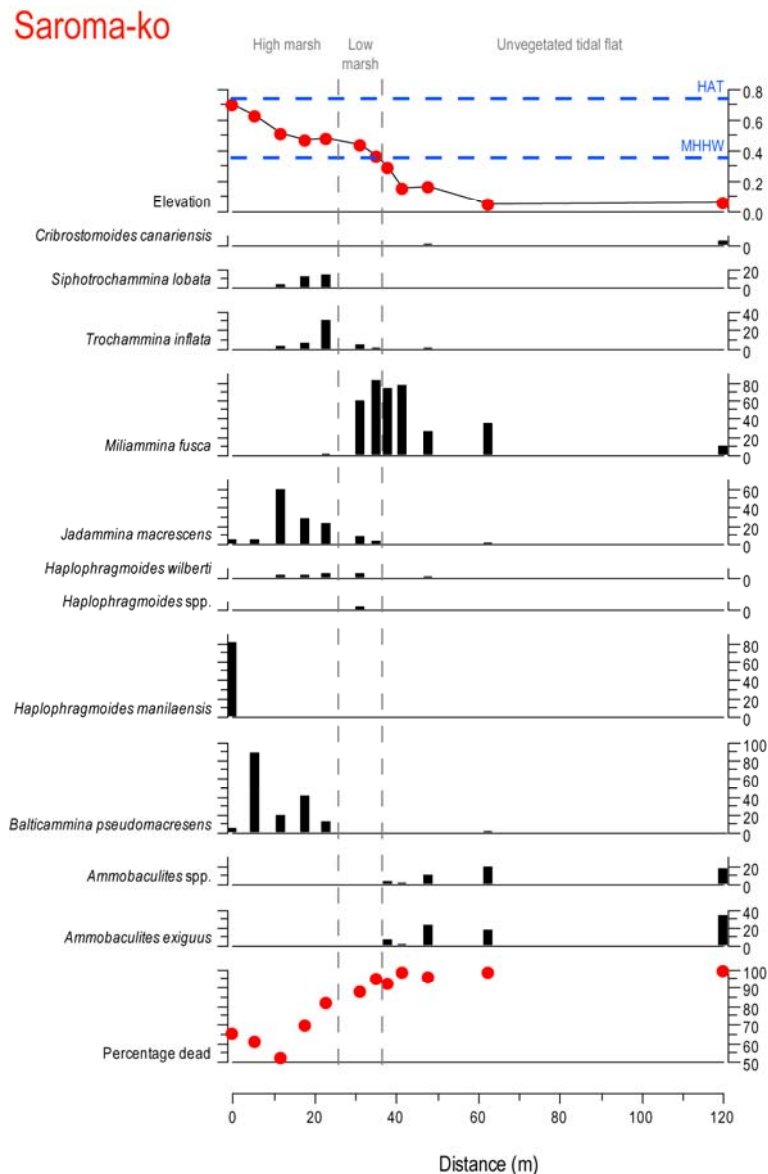 Saroma-ko
High marsh
Low
marsh
Unvegetated tidal flat
HAT
MHHW
0.8
0.6
0.4
0.2
0.0
Elevation
Cribrostomoides canariensis
0
Siphotrochammina lobata
20
0
Trochammina inflata
40
20
0
Miliammina fusca
80
60
40
20
0
Jadammina macrescens
60
40
20
0
Haplophragmoides wilberti
0
Haplophragmoides spp.
0
Haplophragmoides manilaensis
80
60
40
20
0
Balticammina pseudomacresens
100
80
60
40
20
0
Ammobaculites spp.
20
0
Ammobaculites exiguus
40
20
0
Percentage dead
100
90
80
70
60
50
0 20 40 60 80 100 120
Distance (m)